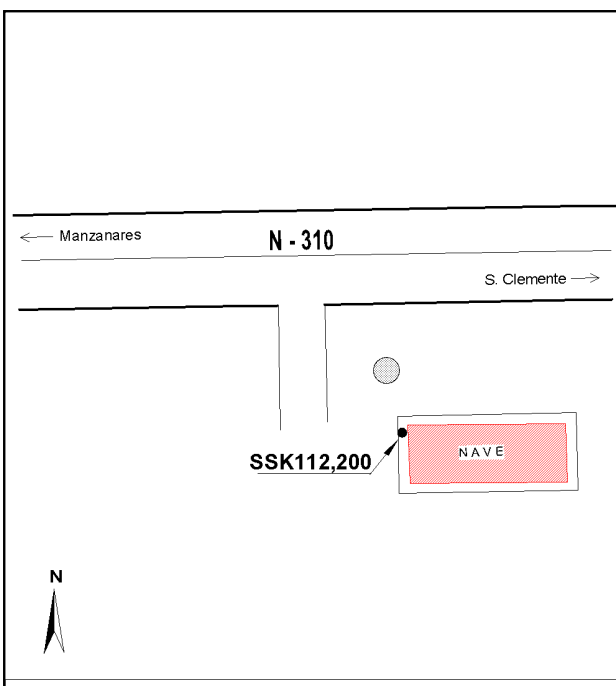 Manzanares
N - 310
S. Clemente
SSK112,200
NAVE
N